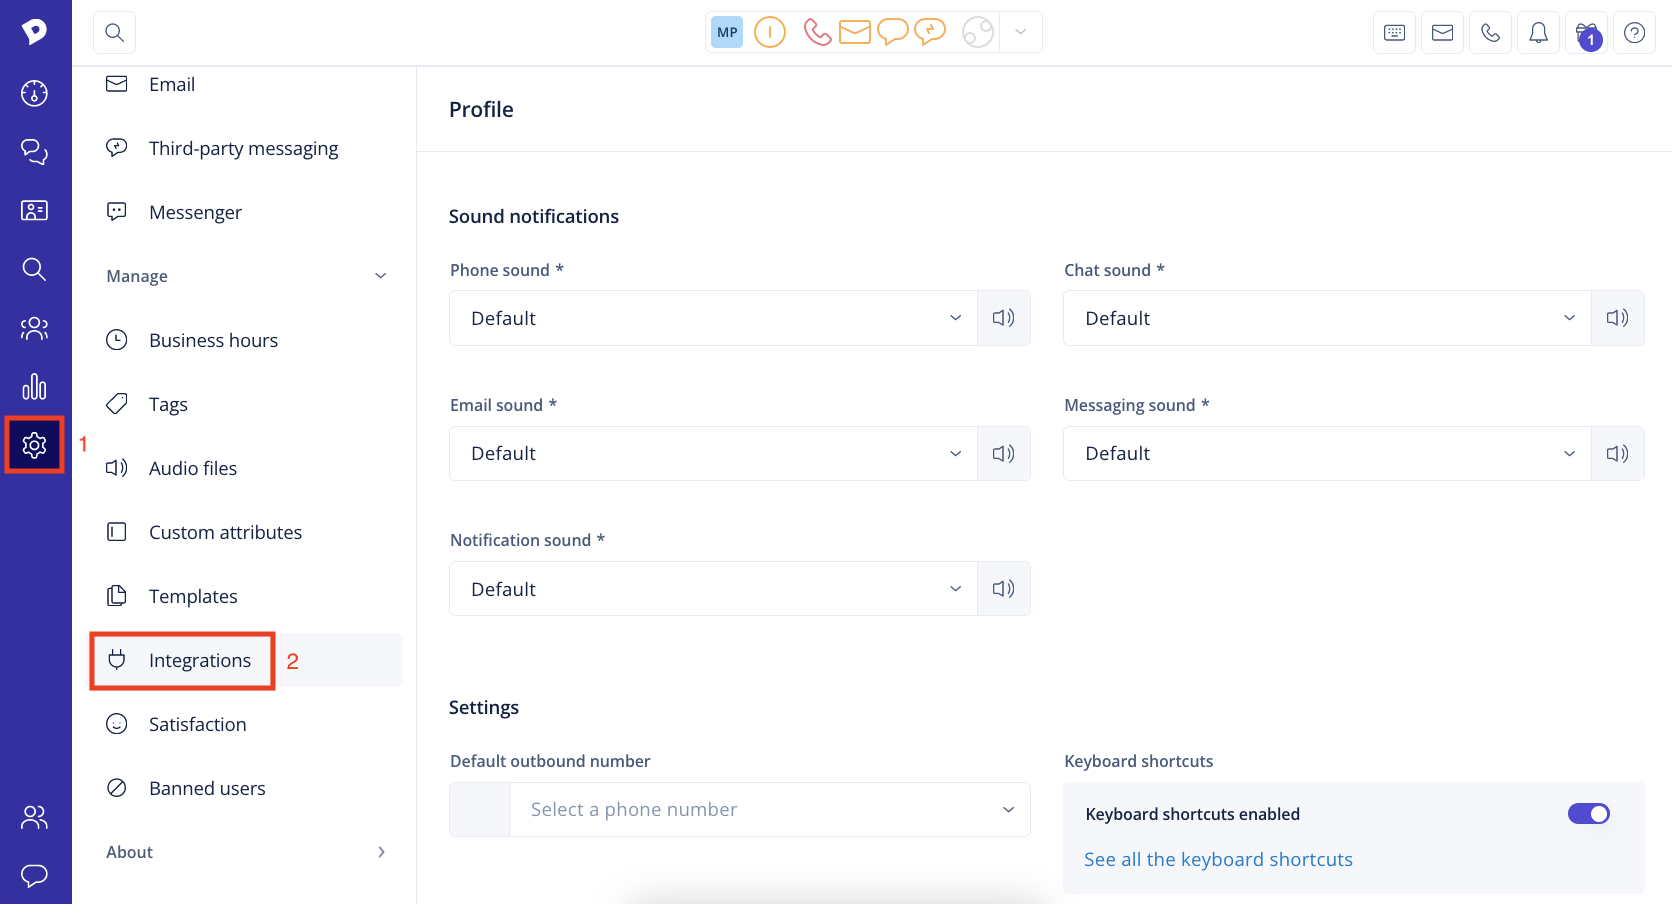 MP
1
Email
Third-party messaging
Messenger
Manage
Business hours
Tags
1
Audio files
Custom attributes
Templates
Integrations
2
Satisfaction
Banned users
About
Profile
Sound notifications
Phone sound *
Default
Chat sound *
Default
Email sound *
Default
Messaging sound *
Default
Notification sound *
Default
Settings
Default outbound number
Select a phone number
Keyboard shortcuts
Keyboard shortcuts enabled
See all the keyboard shortcuts